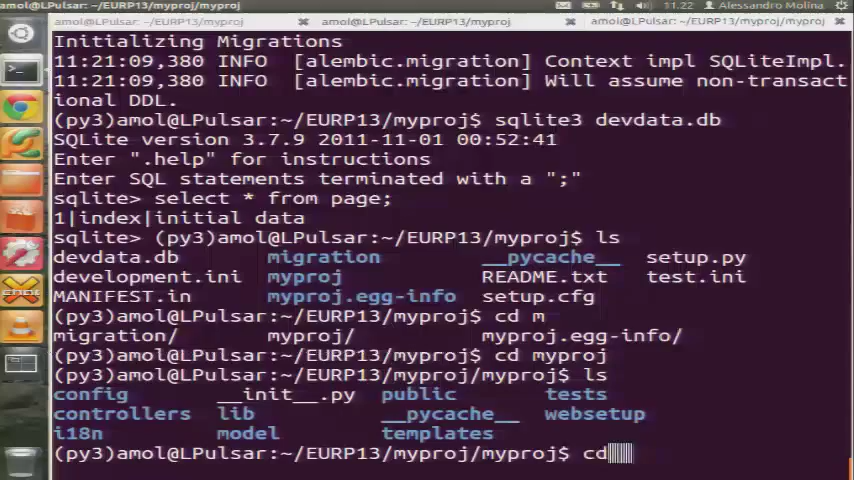 amol@LPulsar: ~/EURP13/myproj/myproj
11:22
Alessandro Molina
amol@LPulsar: ~/EURP13/myproj
amol@LPulsar: ~/EURP13/myproj
amol@LPulsar: ~/EURP13/myproj/myproj
Initializing Migrations
11:21:09,380 INFO  [alembic.migration] Context impl SQLiteImpl.
11:21:09,380 INFO  [alembic.migration] Will assume non-transact
ional DDL.
(py3)amol@LPulsar:~/EURP13/myproj$ sqlite3 devdata.db
SQLite version 3.7.9 2011-11-01 00:52:41
Enter ".help" for instructions
Enter SQL statements terminated with a ";"
sqlite> select * from page;
1|index|initial data
sqlite> (py3)amol@LPulsar:~/EURP13/myproj$ ls
devdata.db migration __pycache__ setup.py
development.ini myproj README.txt test.ini
MANIFEST.in myproj.egg-info setup.cfg
(py3)amol@LPulsar:~/EURP13/myproj$ cd m
migration/ myproj/ myproj.egg-info/
(py3)amol@LPulsar:~/EURP13/myproj$ cd myproj
(py3)amol@LPulsar:~/EURP13/myproj/myproj$ ls
config __init__.py public tests
controllers lib __pycache__ websetup
i18n model templates
(py3)amol@LPulsar:~/EURP13/myproj/myproj$ cd